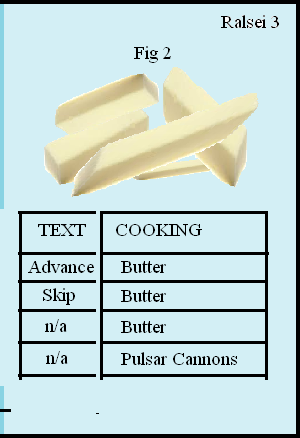 Ralsei 3
Fig 2
TEXT COOKING
Advance Butter
Skip Butter
n/a Butter
n/a Pulsar Cannons